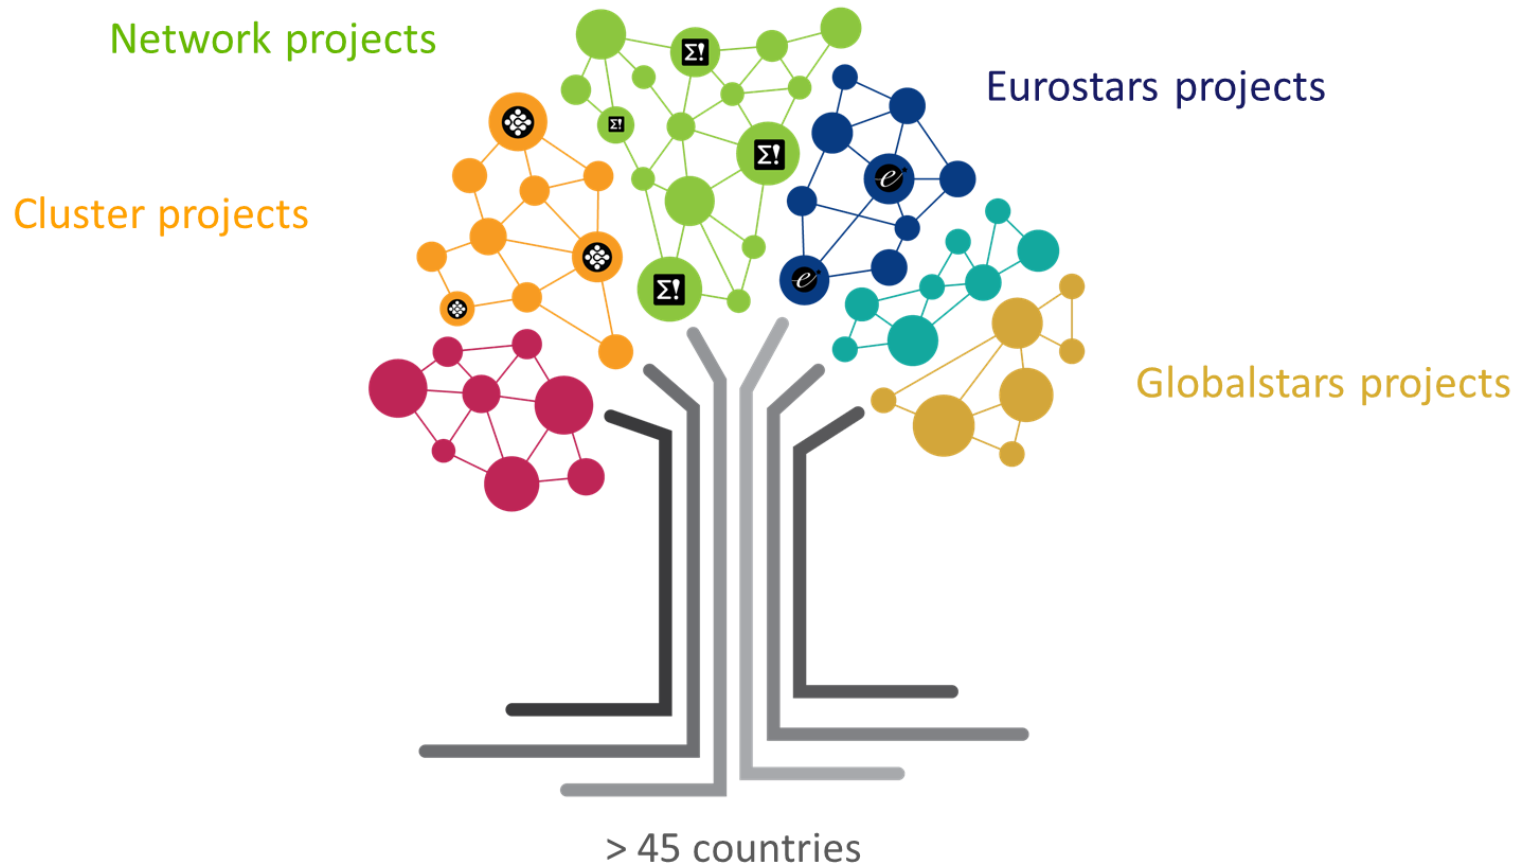 Network projects
Σ!
Eurostars projects
Σ!
Σ!
e
Cluster projects
e
Σ!
Globalstars projects
> 45 countries